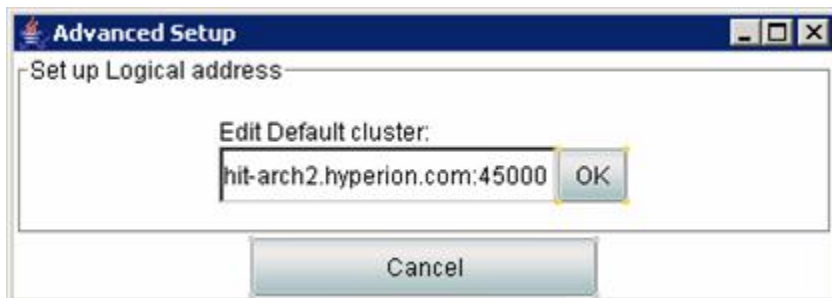 Advanced Setup
Set up Logical address
Edit Default cluster:
hit-arch2.hyperion.com:45000 OK
Cancel